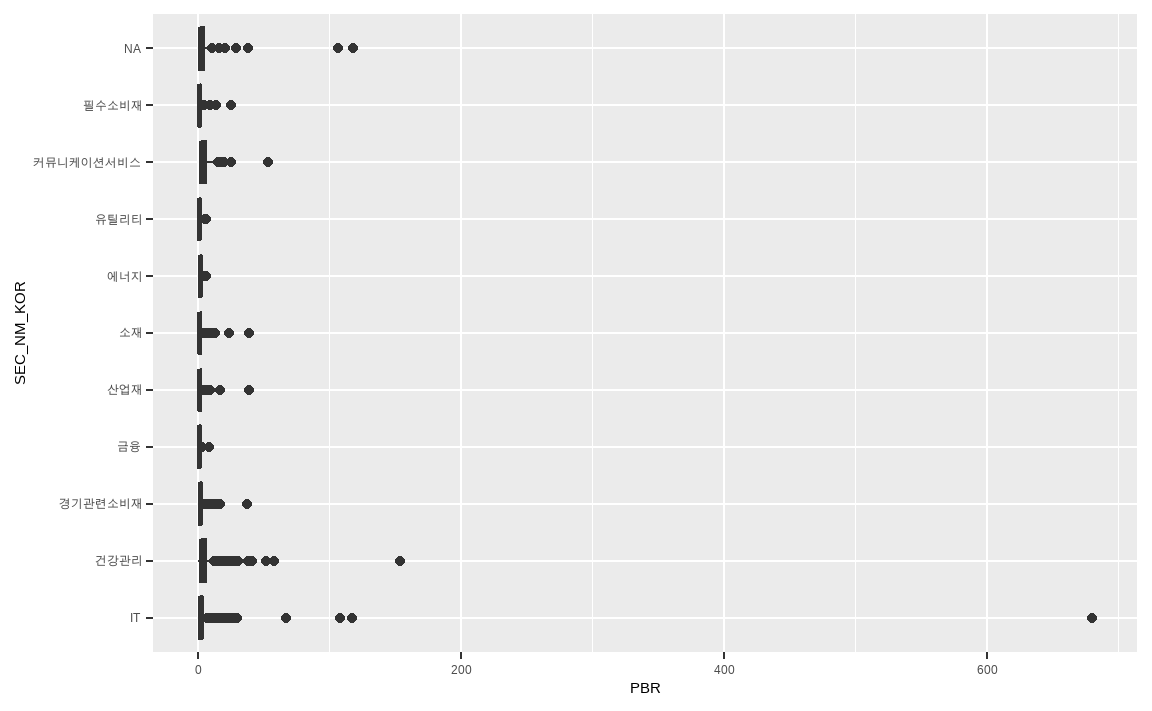 NA
필수소비재
커뮤니케이션서비스
유틸리티
에너지
소재
산업재
금융
경기관련소비재
건강관리
IT
SEC_NM_KOR
0 200 400 600
PBR